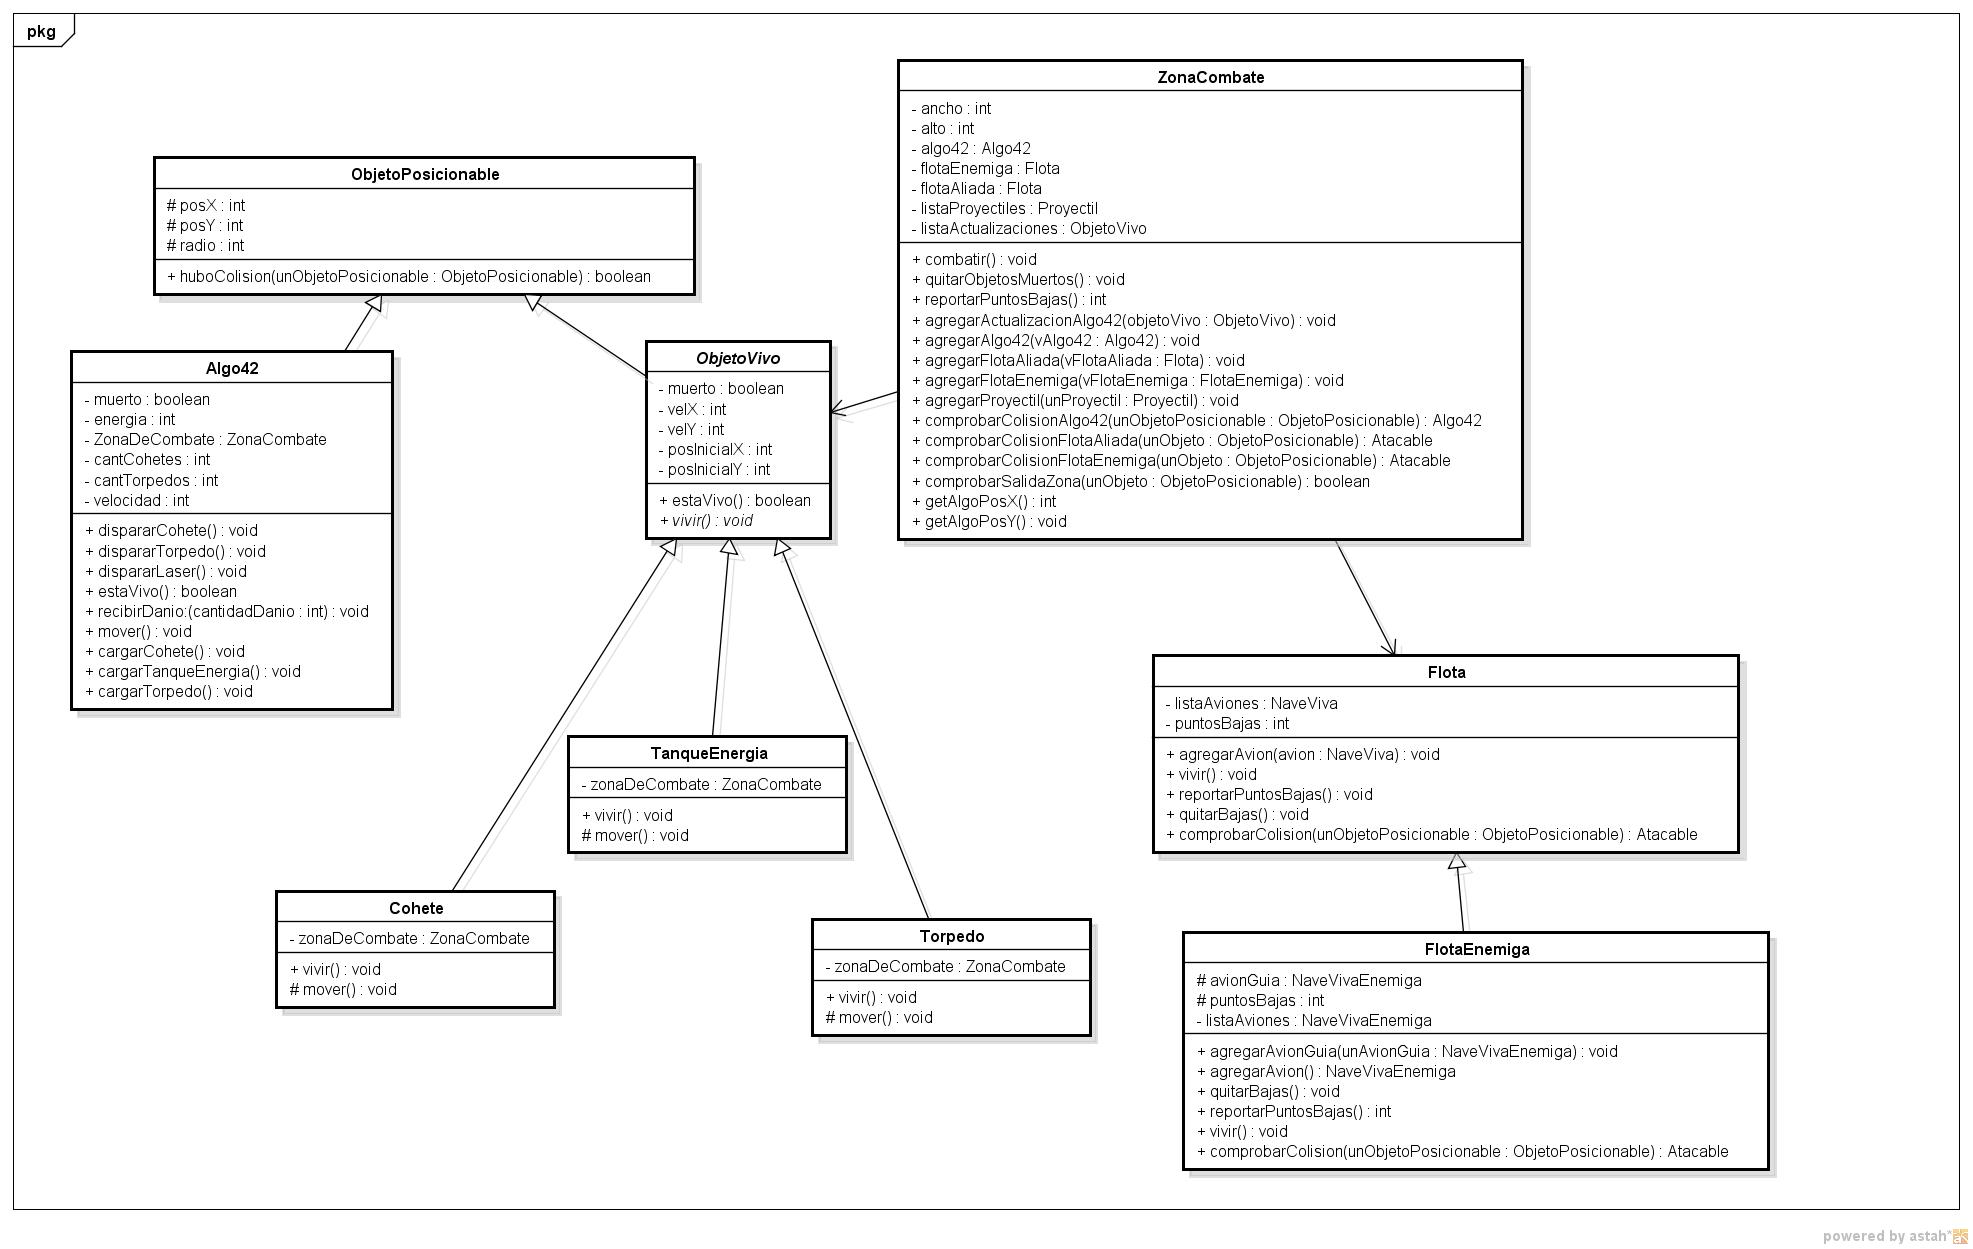 pkg
ZonaCombate
- ancho : int
- alto : int
- algo42 : Algo42
- flotaEnemiga : Flota
- flotaAliada : Flota
- listaProyectiles : Proyectil
- listaActualizaciones : ObjetoVivo
+ combatir() : void
+ quitarObjetosMuertos() : void
+ reportarPuntosBajas() : int
+ agregarActualizacionAlgo42(objetoVivo : ObjetoVivo) : void
+ agregarAlgo42(vAlgo42 : Algo42) : void
+ agregarFlotaAliada(vFlotaAliada : Flota) : void
+ agregarFlotaEnemiga(vFlotaEnemiga : FlotaEnemiga) : void
+ agregarProyectil(unProyectil : Proyectil) : void
+ comprobarColisionAlgo42(unObjetoPosicionable : ObjetoPosicionable) : Algo42
+ comprobarColisionFlotaAliada(unObjeto : ObjetoPosicionable) : Atacable
+ comprobarColisionFlotaEnemiga(unObjeto : ObjetoPosicionable) : Atacable
+ comprobarSalidaZona(unObjeto : ObjetoPosicionable) : boolean
+ getAlgoPosX() : int
+ getAlgoPosY() : void
ObjetoPosicionable
# posX : int
# posY : int
# radio : int
+ huboColision(unObjetoPosicionable : ObjetoPosicionable) : boolean
Algo42
- muerto : boolean
- energia : int
- ZonaDeCombate : ZonaCombate
- cantCohetes : int
- cantTorpedos : int
- velocidad : int
+ dispararCohete() : void
+ dispararTorpedo() : void
+ dispararLaser() : void
+ estaVivo() : boolean
+ recibirDanio:(cantidadDanio : int) : void
+ mover() : void
+ cargarCohete() : void
+ cargarTanqueEnergia() : void
+ cargarTorpedo() : void
ObjetoVivo
- muerto : boolean
- velX : int
- velY : int
- posInicialX : int
- posInicialY : int
+ estaVivo() : boolean
+ vivir() : void
Flota
- listaAviones : NaveViva
- puntosBajas : int
+ agregarAvion(avion : NaveViva) : void
+ vivir() : void
+ reportarPuntosBajas() : void
+ quitarBajas() : void
+ comprobarColision(unObjetoPosicionable : ObjetoPosicionable) : Atacable
TanqueEnergia
- zonaDeCombate : ZonaCombate
+ vivir() : void
# mover() : void
Cohete
- zonaDeCombate : ZonaCombate
+ vivir() : void
# mover() : void
Torpedo
- zonaDeCombate : ZonaCombate
+ vivir() : void
# mover() : void
FlotaEnemiga
# avionGuia : NaveVivaEnemiga
# puntosBajas : int
- listaAviones : NaveVivaEnemiga
+ agregarAvionGuia(unAvionGuia : NaveVivaEnemiga) : void
+ agregarAvion() : NaveVivaEnemiga
+ quitarBajas() : void
+ reportarPuntosBajas() : int
+ vivir() : void
+ comprobarColision(unObjetoPosicionable : ObjetoPosicionable) : Atacable
powered by astah*